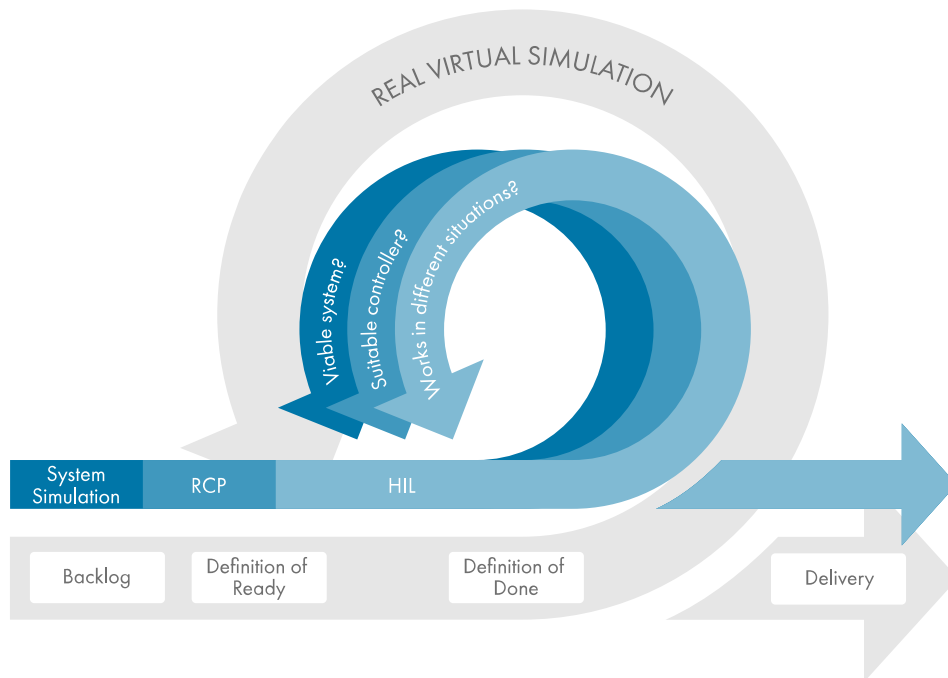 REAL VIRTUAL SIMULATION
Viable system?
Suitable controller?
Works in different situations?
System
Simulation
RCP
HIL
Backlog
Definition of
Ready
Definition of
Done
Delivery